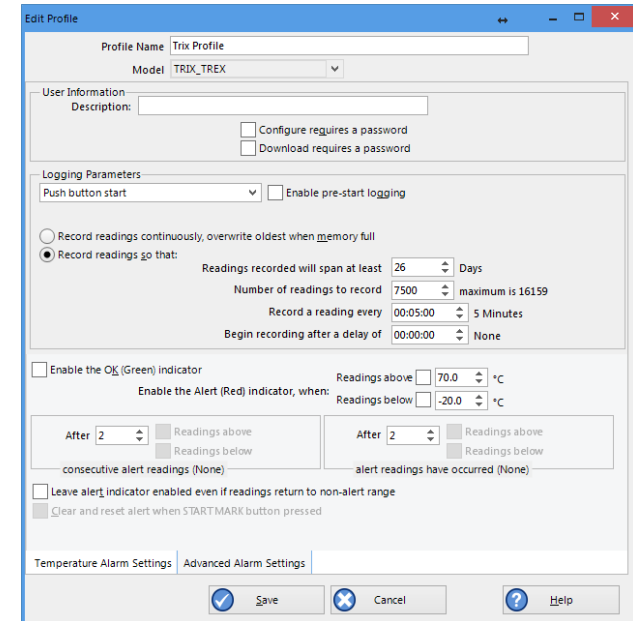 Edit Profile
Profile Name Trix Profile
Model TRIX_TREX
User Information
Description:
Configure requires a password
Download requires a password
Logging Parameters
Push button start Enable pre-start logging
Record readings continuously, overwrite oldest when memory full
Record readings so that:
Readings recorded will span at least 26 Days
Number of readings to record 7500 maximum is 16159
Record a reading every 00:05:00 5 Minutes
Begin recording after a delay of 00:00:00 None
Enable the OK (Green) indicator
Enable the Alert (Red) indicator, when: Readings above 70.0 °C
Readings below -20.0 °C
After 2 Readings above After 2 Readings above
Readings below Readings below
consecutive alert readings (None) alert readings have occurred (None)
Leave alert indicator enabled even if readings return to non-alert range
Clear and reset alert when START MARK button pressed
Temperature Alarm Settings Advanced Alarm Settings
Save Cancel Help